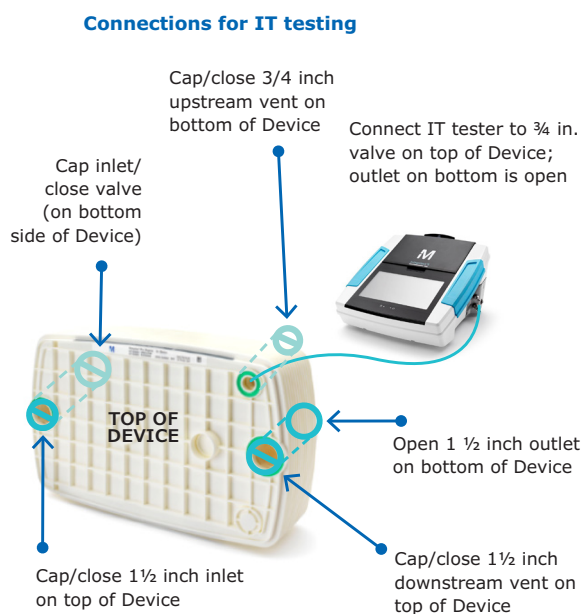 Connections for IT testing
Cap/close 3/4 inch
upstream vent on
bottom of Device
Connect IT tester to ¾ in.
valve on top of Device;
outlet on bottom is open
Cap inlet/
close valve
(on bottom
side of Device)
M
TOP OF
DEVICE
Open 1 ½ inch outlet
on bottom of Device
Cap/close 1½ inch inlet
on top of Device
Cap/close 1½ inch
downstream vent on
top of Device